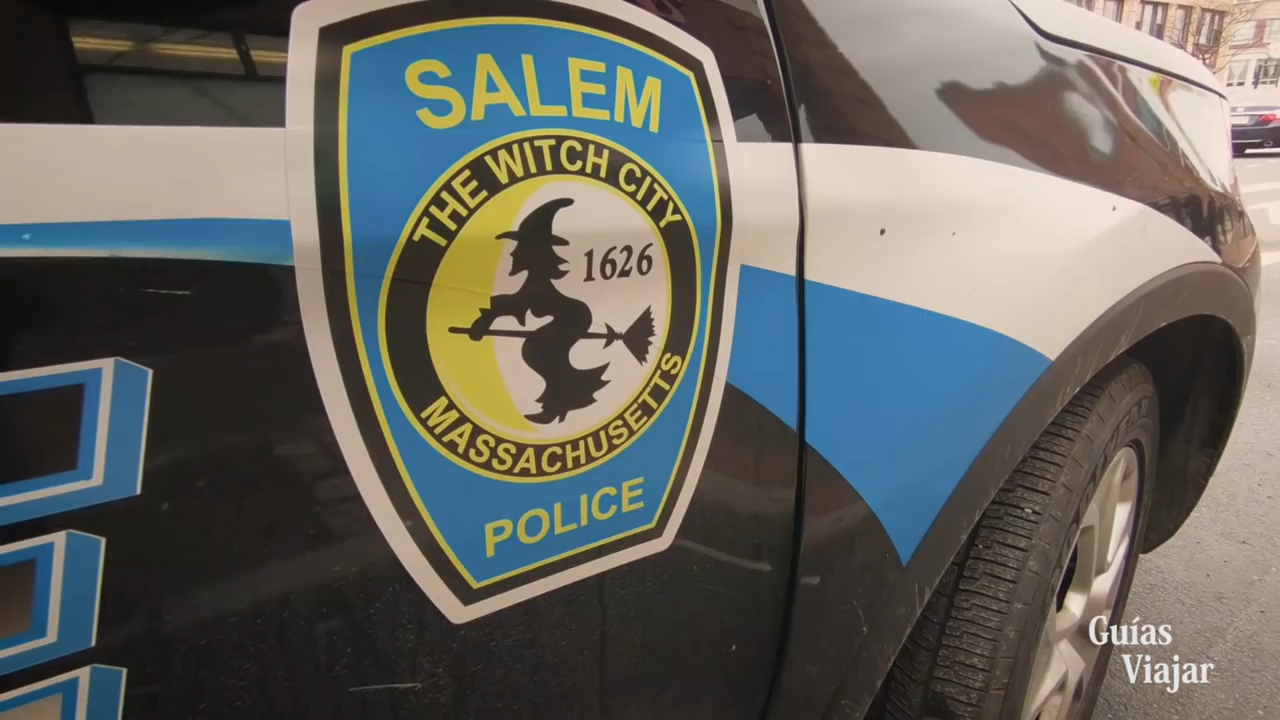 SALEM
THE WITCH CITY
1626
MASSACHUSETTS
POLICE
Guías
Viajar